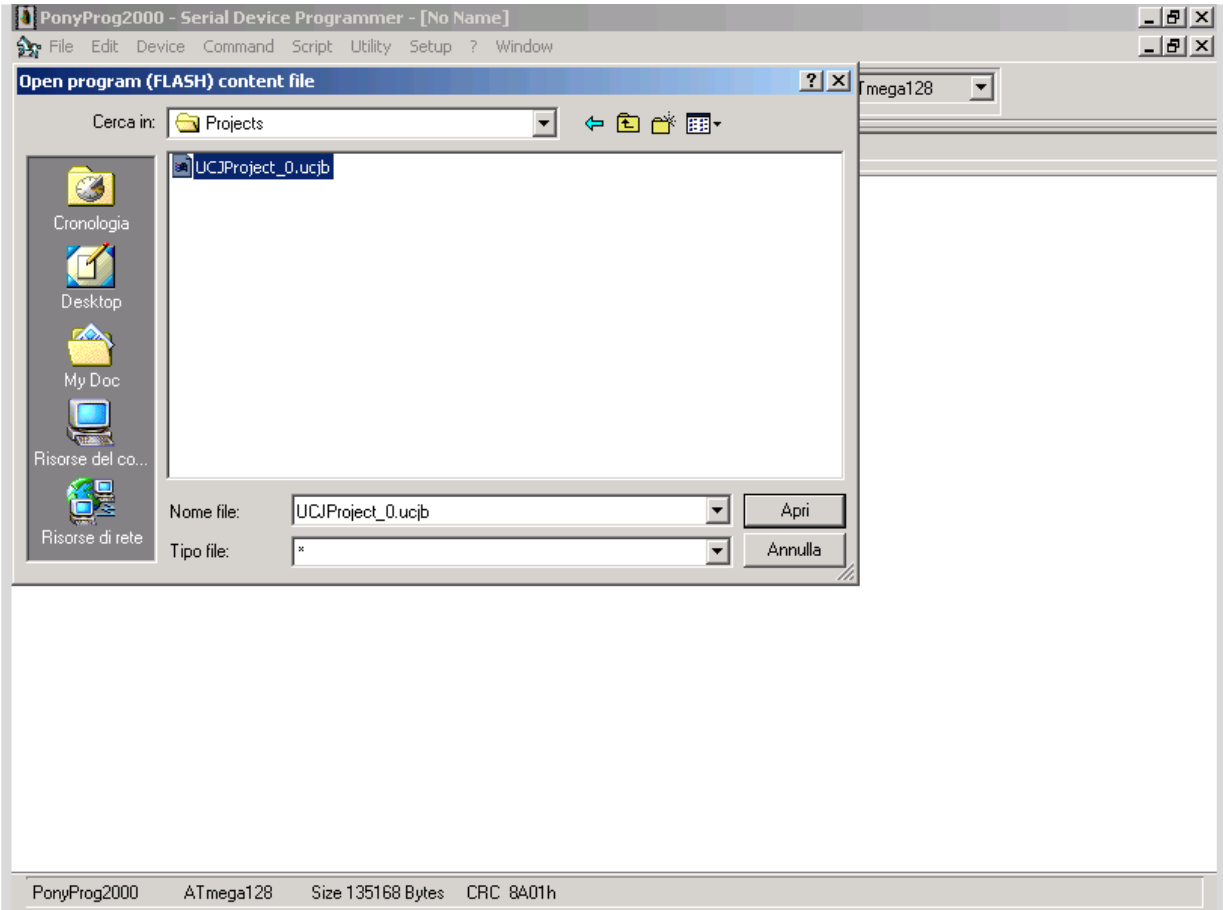 PonyProg2000 - Serial Device Programmer - [No Name]
File Edit Device Command Script Utility Setup ? Window
Open program (FLASH) content file
Tmega128
Cerca in: Projects
UCJProject_0.ucjb
Cronologia
Desktop
My Doc
Risorse del co...
Risorse di rete
Nome file: UCJProject_0.ucjb Apri
Tipo file: * Annulla
PonyProg2000 ATmega128 Size 135168 Bytes CRC 8A01h